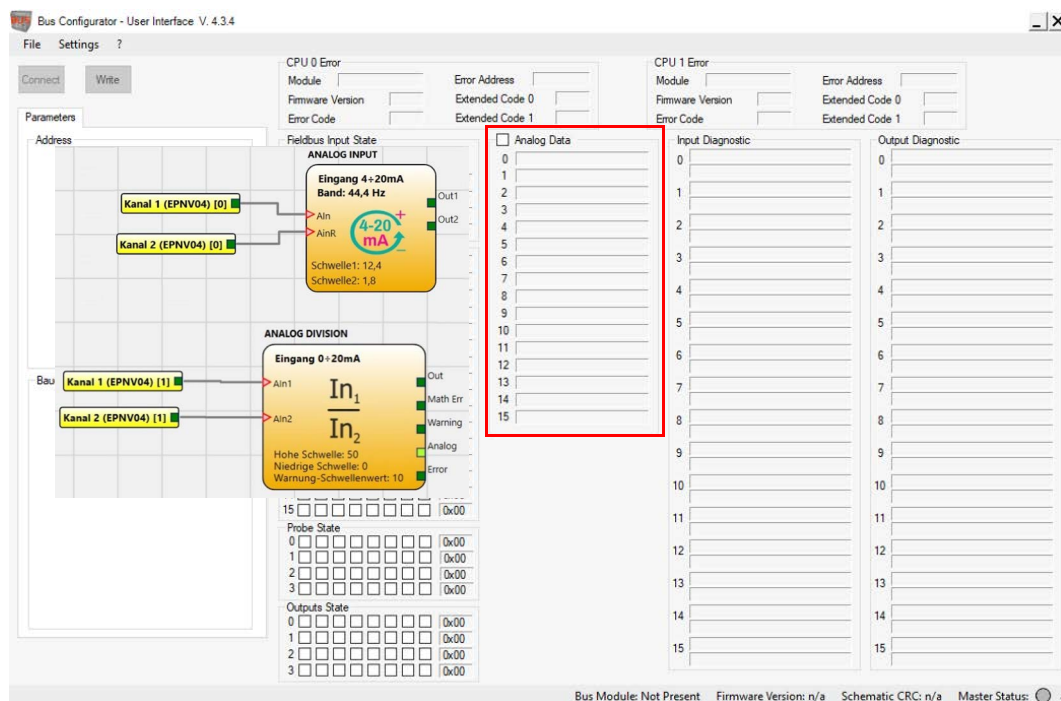 Bus Configurator - User Interface V. 4.3.4
File Settings ?
Connect Write
Parameters
Address
Bau
CPU 0 Error
Module Error Address
Firmware Version Extended Code 0
Error Code Extended Code 1
CPU 1 Error
Module Error Address
Firmware Version Extended Code 0
Error Code Extended Code 1
Fieldbus Input State
ANALOG INPUT
Eingang 4÷20mA
Band: 44,4 Hz
Kanal 1 (EPNV04) [0]
Kanal 2 (EPNV04) [0]
AIn
AinR
4-20
mA
+
−
Out1
Out2
Schwelle1: 12,4
Schwelle2: 1,8
ANALOG DIVISION
Eingang 0÷20mA
Kanal 1 (EPNV04) [1]
Kanal 2 (EPNV04) [1]
AIn1
AIn2
In1
In2
Out
Math Err
Warning
Analog
Error
Hohe Schwelle: 50
Niedrige Schwelle: 0
Warnung-Schwellenwert: 10
15 0x00
Probe State
0 0x00
1 0x00
2 0x00
3 0x00
Outputs State
0 0x00
1 0x00
2 0x00
3 0x00
Analog Data
0
1
2
3
4
5
6
7
8
9
10
11
12
13
14
15
Input Diagnostic
0
1
2
3
4
5
6
7
8
9
10
11
12
13
14
15
Output Diagnostic
0
1
2
3
4
5
6
7
8
9
10
11
12
13
14
15
Bus Module: Not Present Firmware Version: n/a Schematic CRC: n/a Master Status: